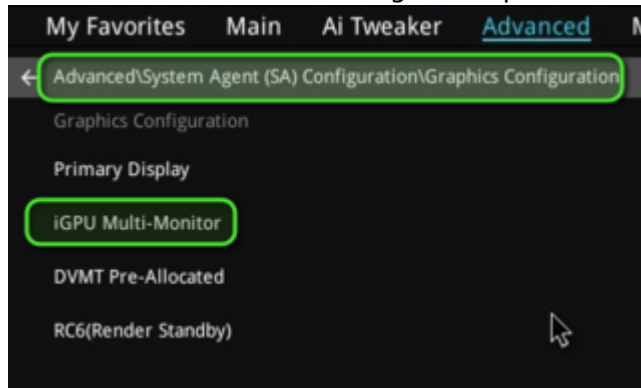 My Favorites Main Ai Tweaker Advanced
Advanced\System Agent (SA) Configuration\Graphics Configuration
Graphics Configuration
Primary Display
iGPU Multi-Monitor
DVMT Pre-Allocated
RC6(Render Standby)